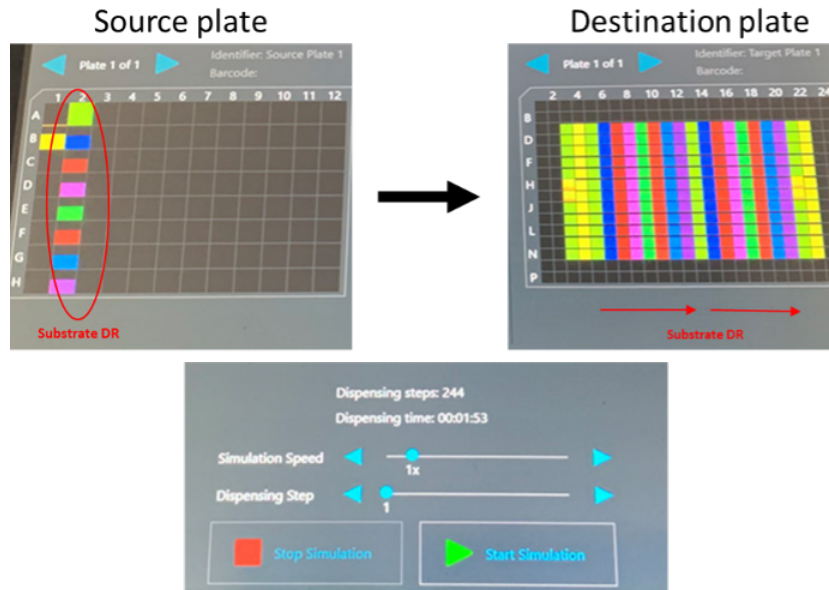 Source plate
Destination plate
Plate 1 of 1
Identifier: Source Plate 1
Barcode:
1 2 3 4 5 6 7 8 9 10 11 12
A
B
C
D
E
F
G
H
Substrate DR
Plate 1 of 1
Identifier: Target Plate 1
Barcode:
2 4 6 8 10 12 14 16 18 20 22 24
B
D
F
H
J
L
N
P
Substrate DR
Dispensing steps: 244
Dispensing time: 00:01:53
Simulation Speed
1x
Dispensing Step
1
Stop Simulation
Start Simulation